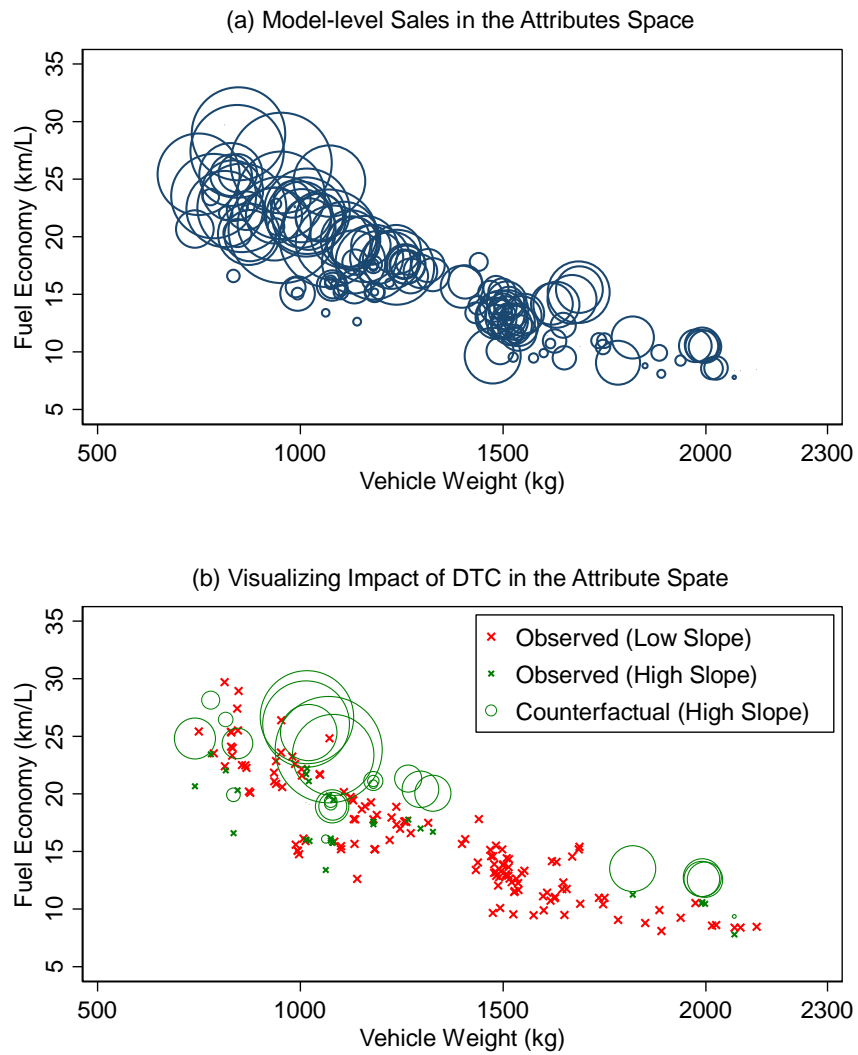 (a) Model-level Sales in the Attributes Space
35
30
25
20
15
10
5
Fuel Economy (km/L)
500 1000 1500 2000 2300
Vehicle Weight (kg)
(b) Visualizing Impact of DTC in the Attribute Spate
35
30
25
20
15
10
5
Fuel Economy (km/L)
Observed (Low Slope)
Observed (High Slope)
Counterfactual (High Slope)
500 1000 1500 2000 2300
Vehicle Weight (kg)